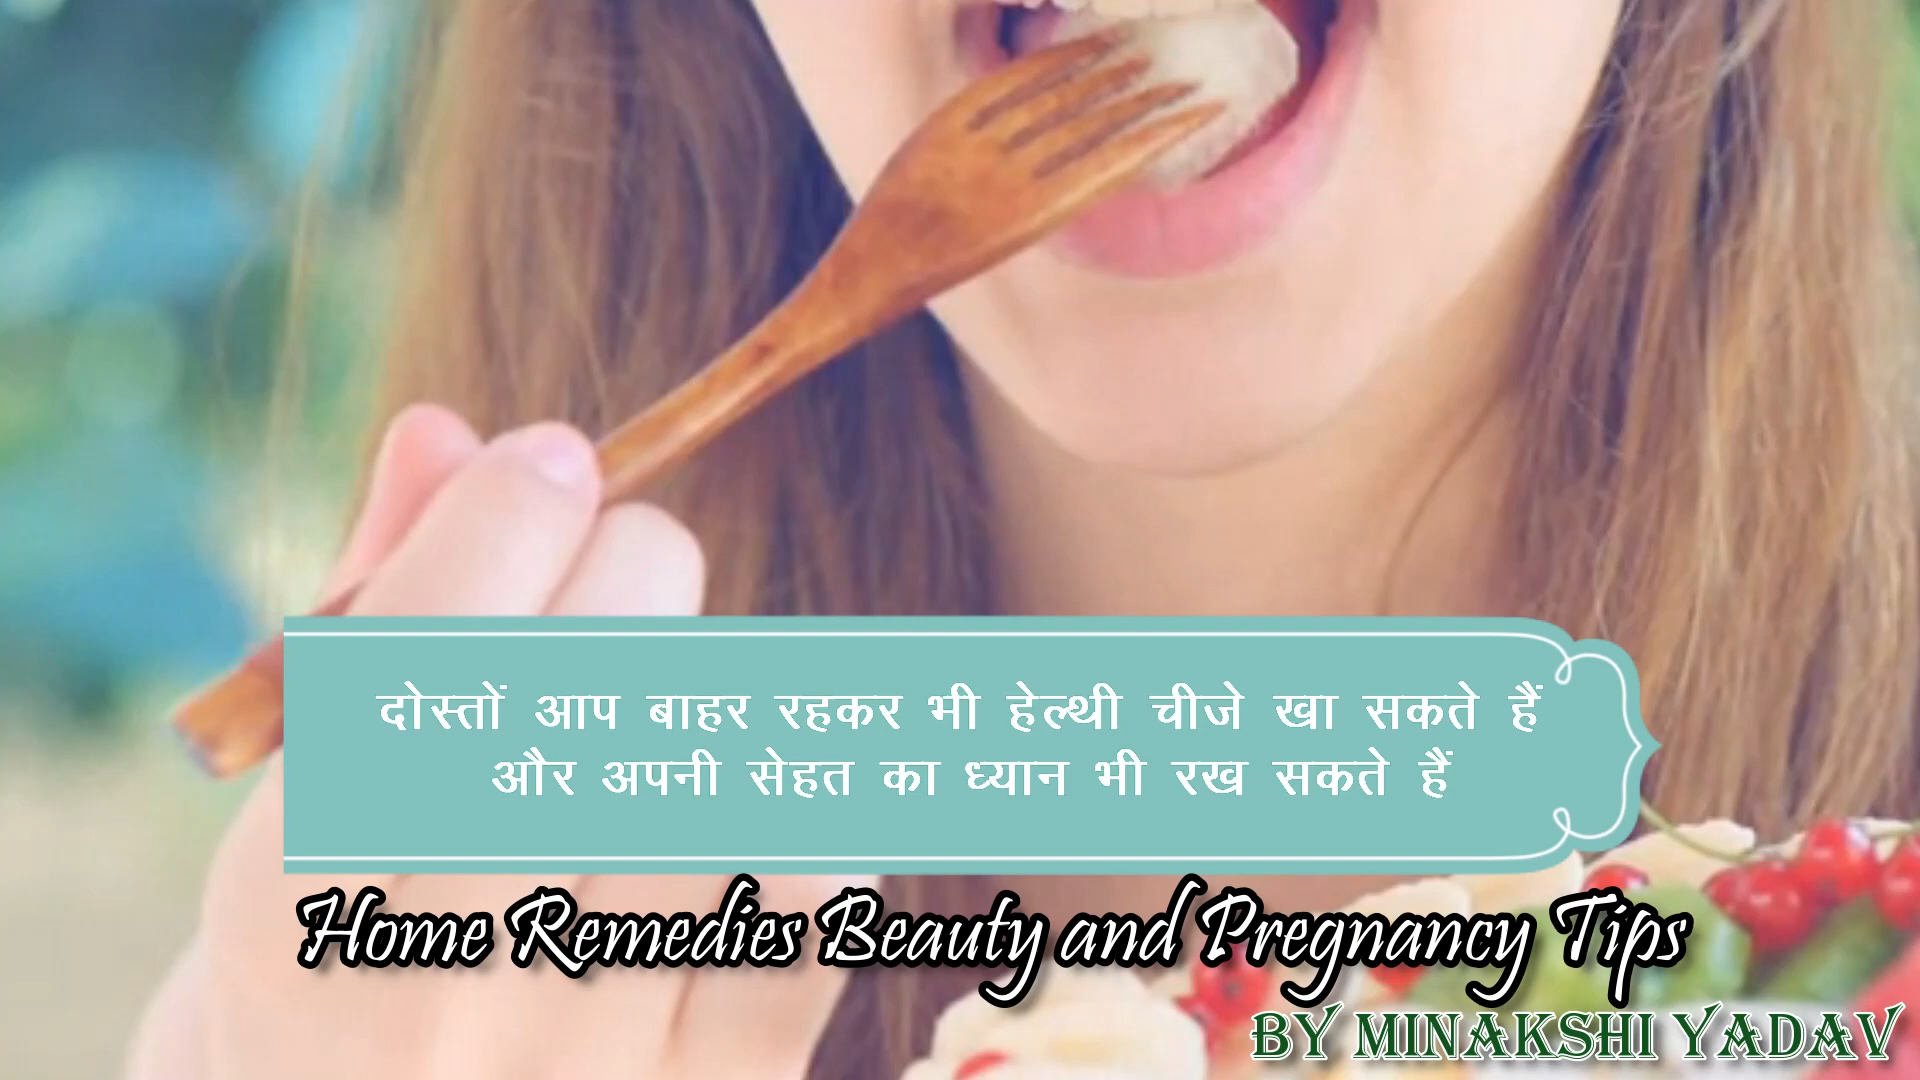 दोस्तों आप बाहर रहकर भी हेल्थी चीजे खा सकते हैं
और अपनी सेहत का ध्यान भी रख सकते हैं
Home Remedies Beauty and Pregnancy Tips
BY MINAKSHI YADAV